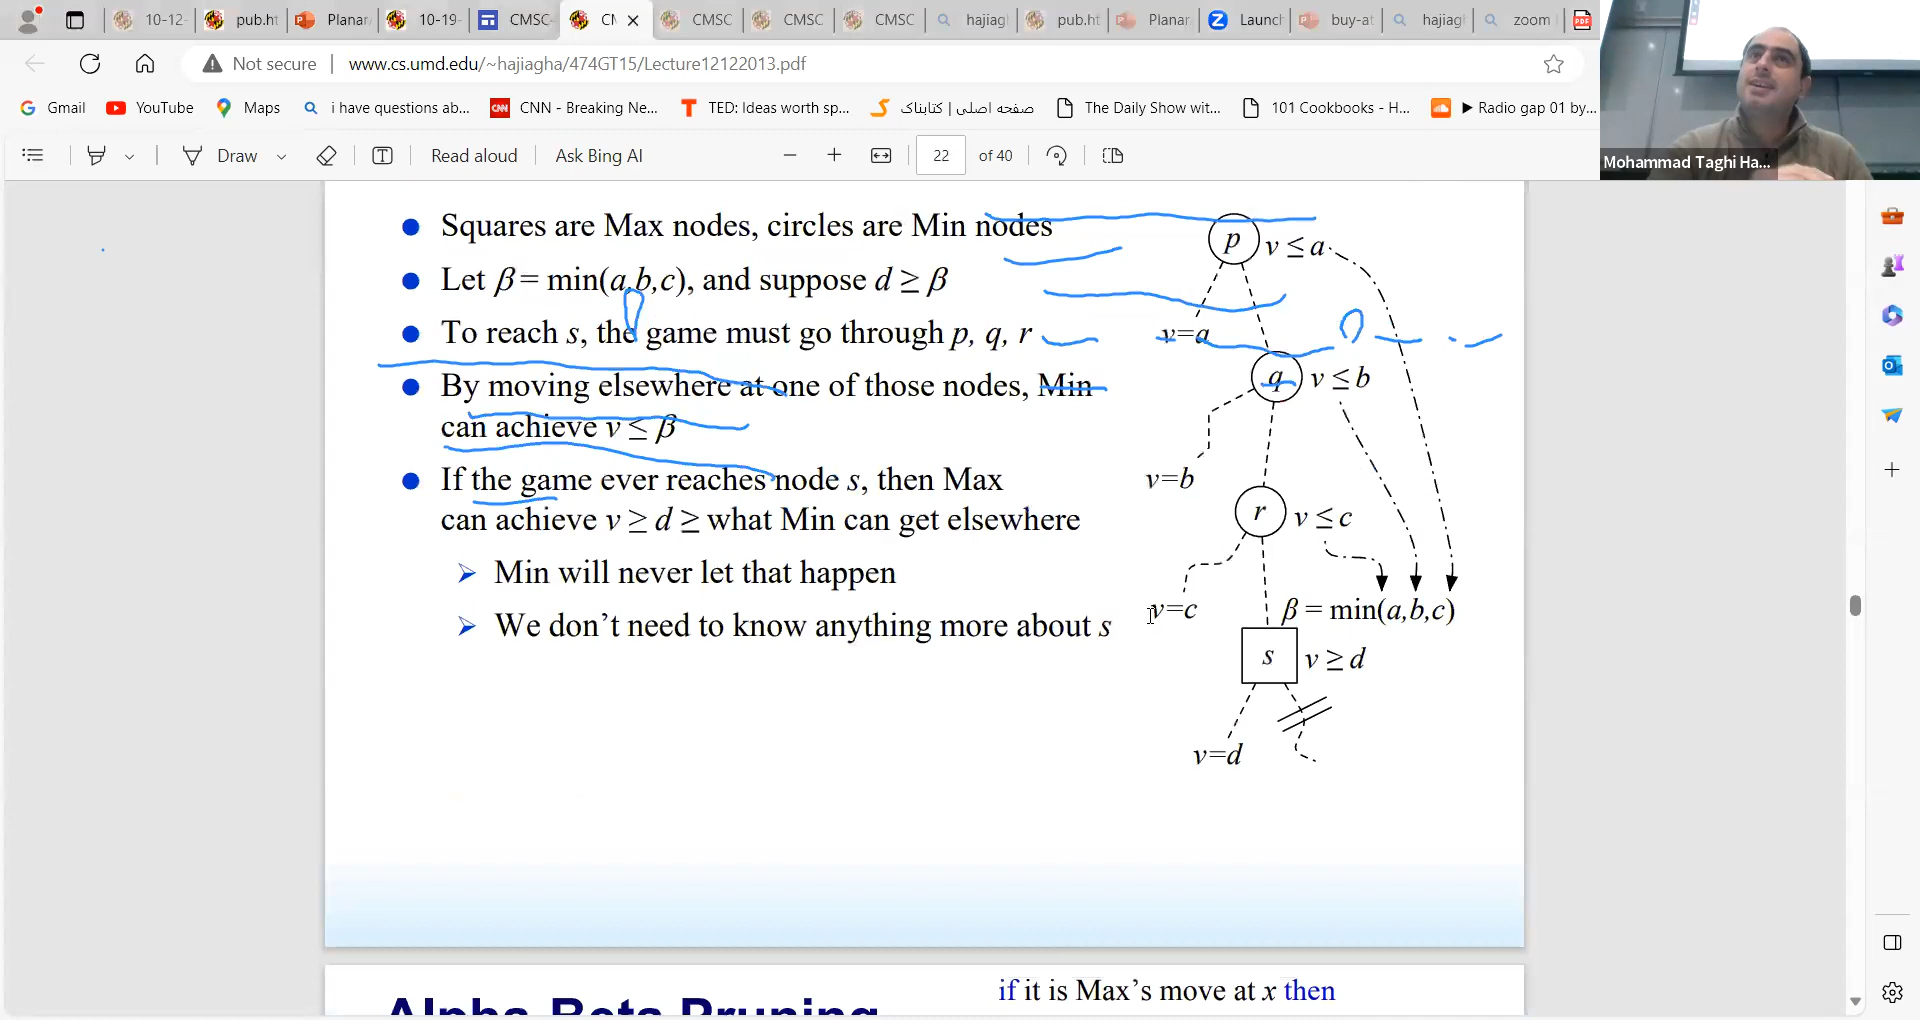 10-12-
pub.ht
Planar
10-19-
CMSC-
CM
CMSC
CMSC
CMSC
hajiagh
pub.ht
Planar
Launch
buy-at
hajiagh
zoom
PDF
Not secure
www.cs.umd.edu/~hajiagha/474GT15/Lecture12122013.pdf
Gmail
YouTube
Maps
i have questions ab...
CNN - Breaking Ne...
TED: Ideas worth sp...
صفحه اصلی | کتابناک
The Daily Show wit...
101 Cookbooks - H...
▶ Radio gap 01 by...
Draw
Read aloud
Ask Bing AI
22
of 40
Mohammad Taghi Ha...
● Squares are Max nodes, circles are Min nodes
● Let β = min(a,b,c), and suppose d ≥ β
● To reach s, the game must go through p, q, r
● By moving elsewhere at one of those nodes, Min
can achieve v ≤ β
● If the game ever reaches node s, then Max
can achieve v ≥ d ≥ what Min can get elsewhere
➢ Min will never let that happen
➢ We don’t need to know anything more about s
p
v ≤ a
v=a
q
v ≤ b
v=b
r
v ≤ c
v=c
β = min(a,b,c)
s
v ≥ d
v=d
Alpha-Beta Pruning
if it is Max’s move at x then